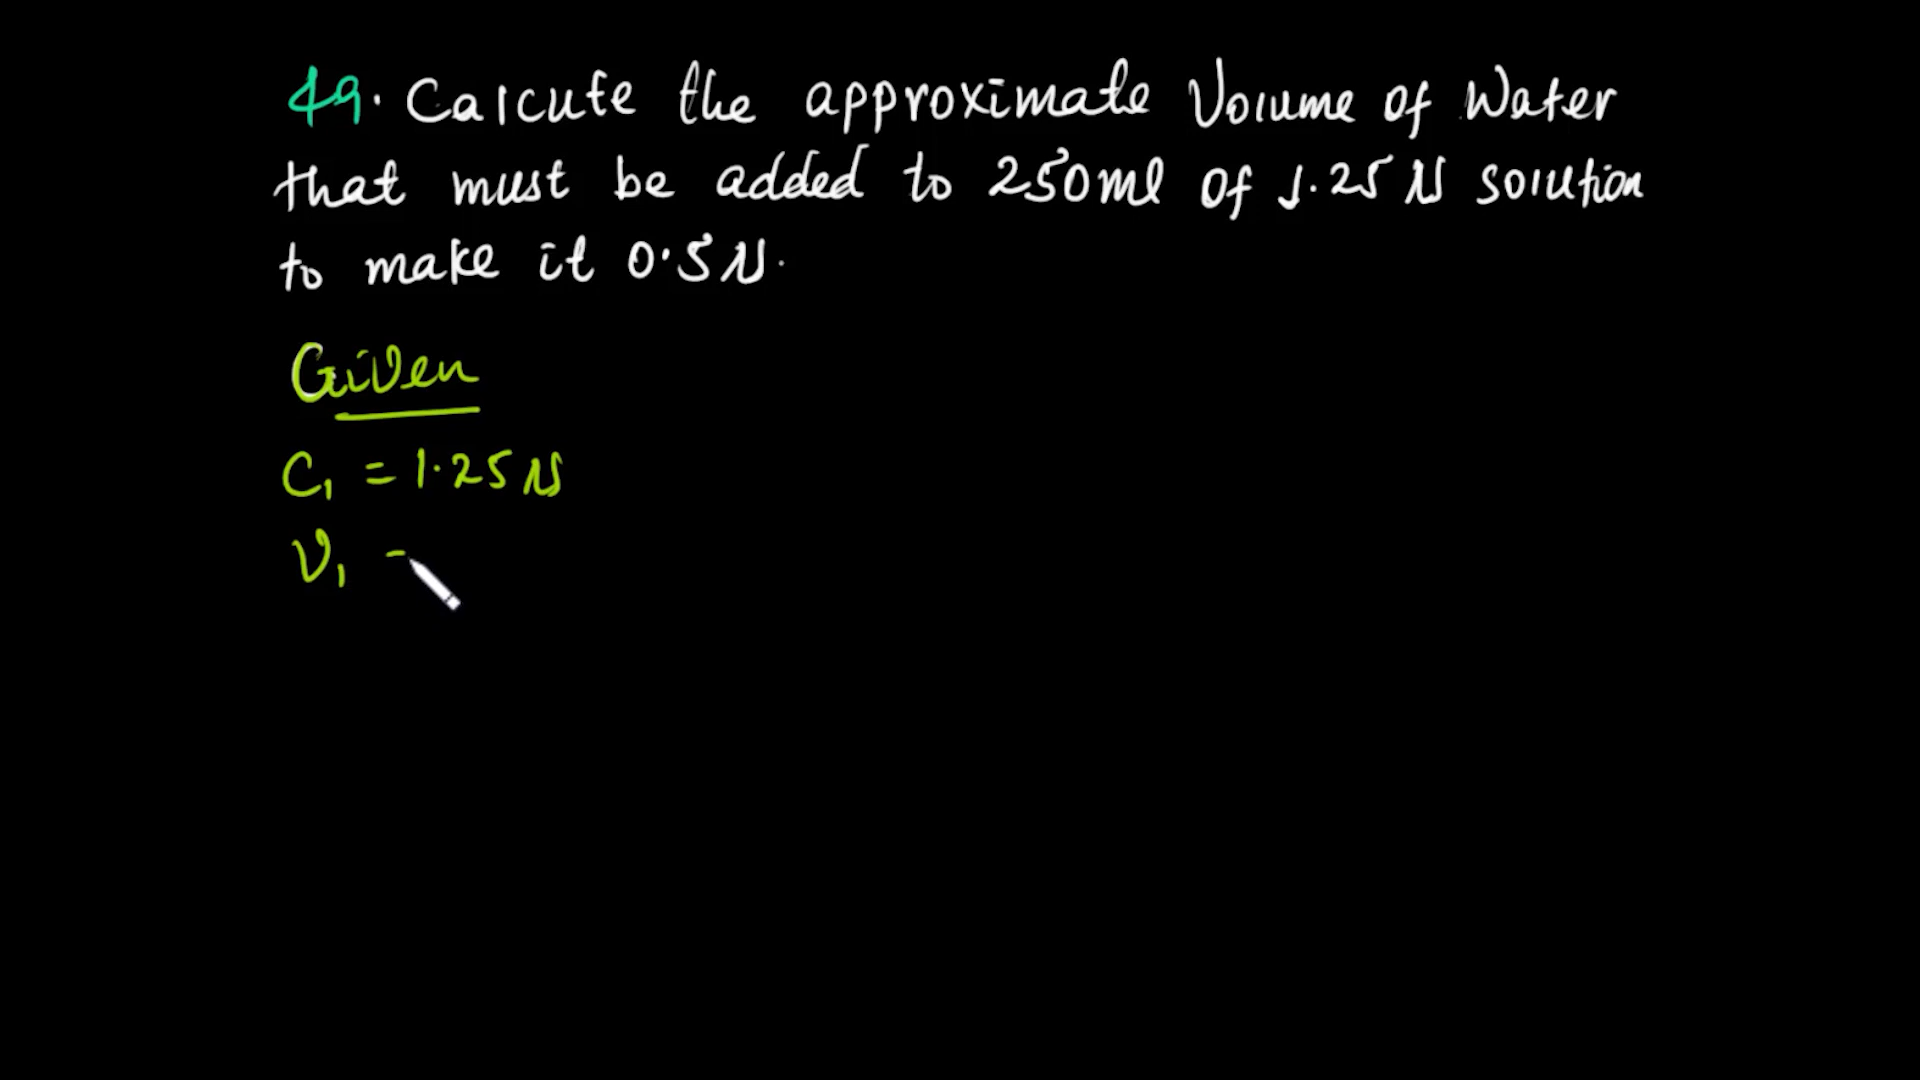 49. Calcute the approximate Volume of Water
that must be added to 250ml of 1.25 N solution
to make it 0.5 N.
Given
C₁ = 1.25 N
V₁ -